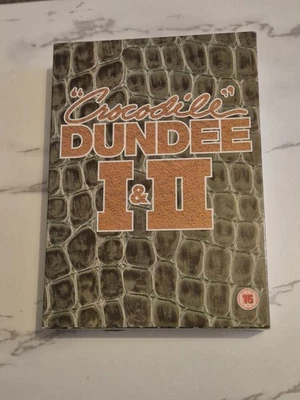 "Crocodile"
DUNDEE
I & II
15